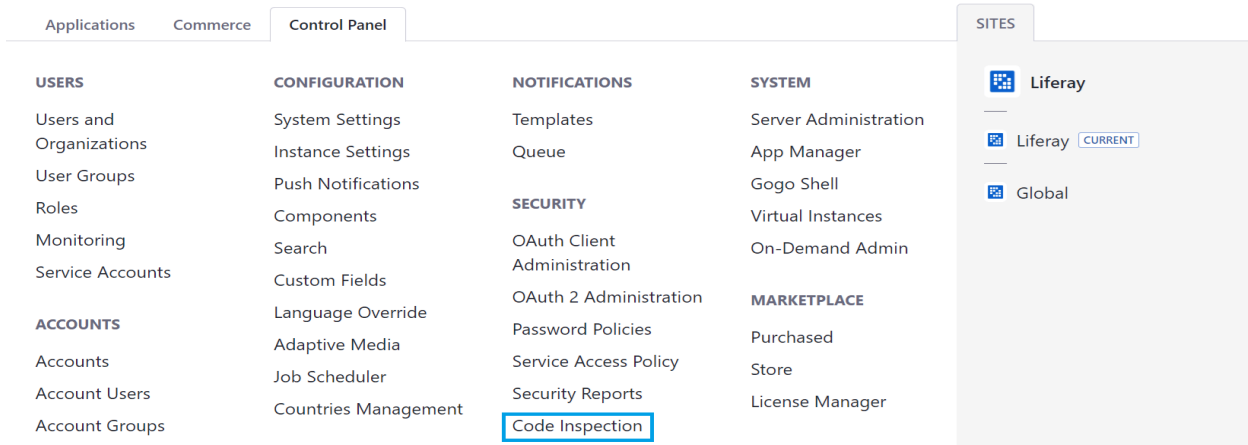 Applications
Commerce
Control Panel
USERS
Users and
Organizations
User Groups
Roles
Monitoring
Service Accounts
ACCOUNTS
Accounts
Account Users
Account Groups
CONFIGURATION
System Settings
Instance Settings
Push Notifications
Components
Search
Custom Fields
Language Override
Adaptive Media
Job Scheduler
Countries Management
NOTIFICATIONS
Templates
Queue
SECURITY
OAuth Client
Administration
OAuth 2 Administration
Password Policies
Service Access Policy
Security Reports
Code Inspection
SYSTEM
Server Administration
App Manager
Gogo Shell
Virtual Instances
On-Demand Admin
MARKETPLACE
Purchased
Store
License Manager
SITES
Liferay
Liferay CURRENT
Global